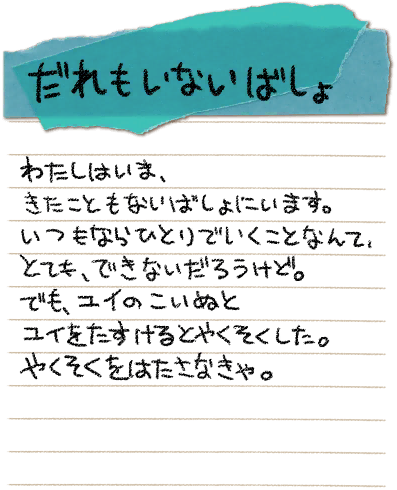 だれもいないばしょ
わたしはいま、
きたこともないばしょにいます。
いつもならひとりでいくことなんて、
とても、できないだろうけど。
でも、ユイのこいぬと
ユイをたすけるとやくそくした。
やくそくをはたさなきゃ。